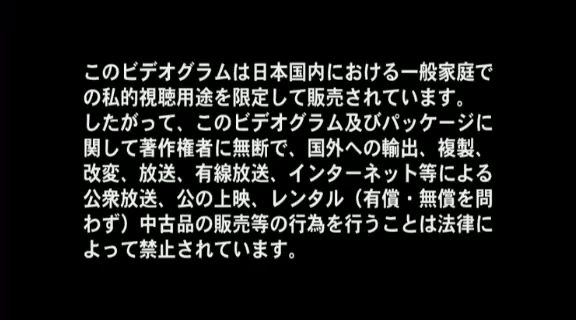 このビデオグラムは日本国内における一般家庭で
の私的視聴用途を限定して販売されています。
したがって、このビデオグラム及びパッケージに
関して著作権者に無断で、国外への輸出、複製、
改変、放送、有線放送、インターネット等による
公衆放送、公の上映、レンタル（有償・無償を問
わず）中古品の販売等の行為を行うことは法律に
よって禁止されています。